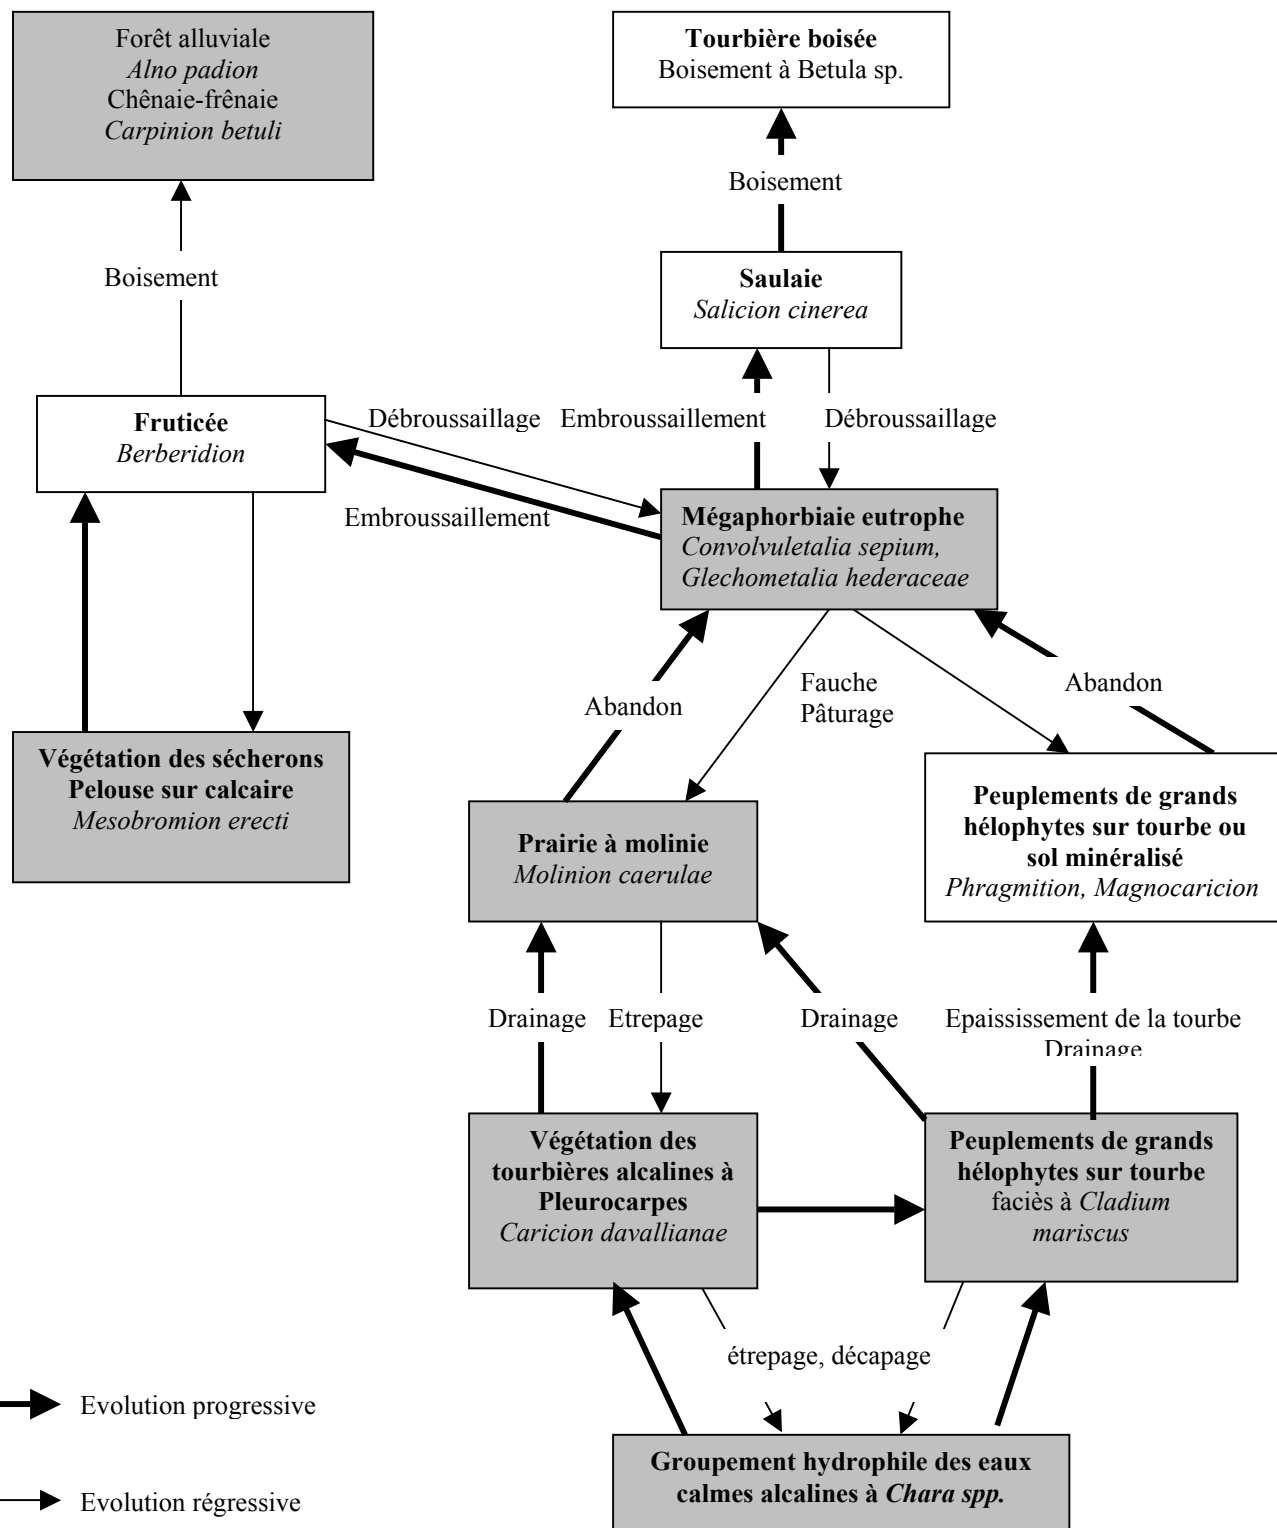 Forêt alluviale
Alno padion
Chênaie-frênaie
Carpinion betuli
Tourbière boisée
Boisement à Betula sp.
Boisement
Saulaie
Salicion cinerea
Boisement
Fruticée
Berberidion
Débroussaillage
Embroussaillement
Débroussaillage
Embroussaillement
Mégaphorbiaie eutrophe
Convolvuletalia sepium,
Glechometalia hederaceae
Abandon
Fauche
Pâturage
Abandon
Végétation des sécherons
Pelouse sur calcaire
Mesobromion erecti
Prairie à molinie
Molinion caerulae
Peuplements de grands
hélophytes sur tourbe ou
sol minéralisé
Phragmition, Magnocaricion
Drainage
Etrepage
Drainage
Epaississement de la tourbe
Drainage
Végétation des
tourbières alcalines à
Pleurocarpes
Caricion davallianae
Peuplements de grands
hélophytes sur tourbe
faciès à Cladium
mariscus
étrepage, décapage
Evolution progressive
Groupement hydrophile des eaux
calmes alcalines à Chara spp.
Evolution régressive